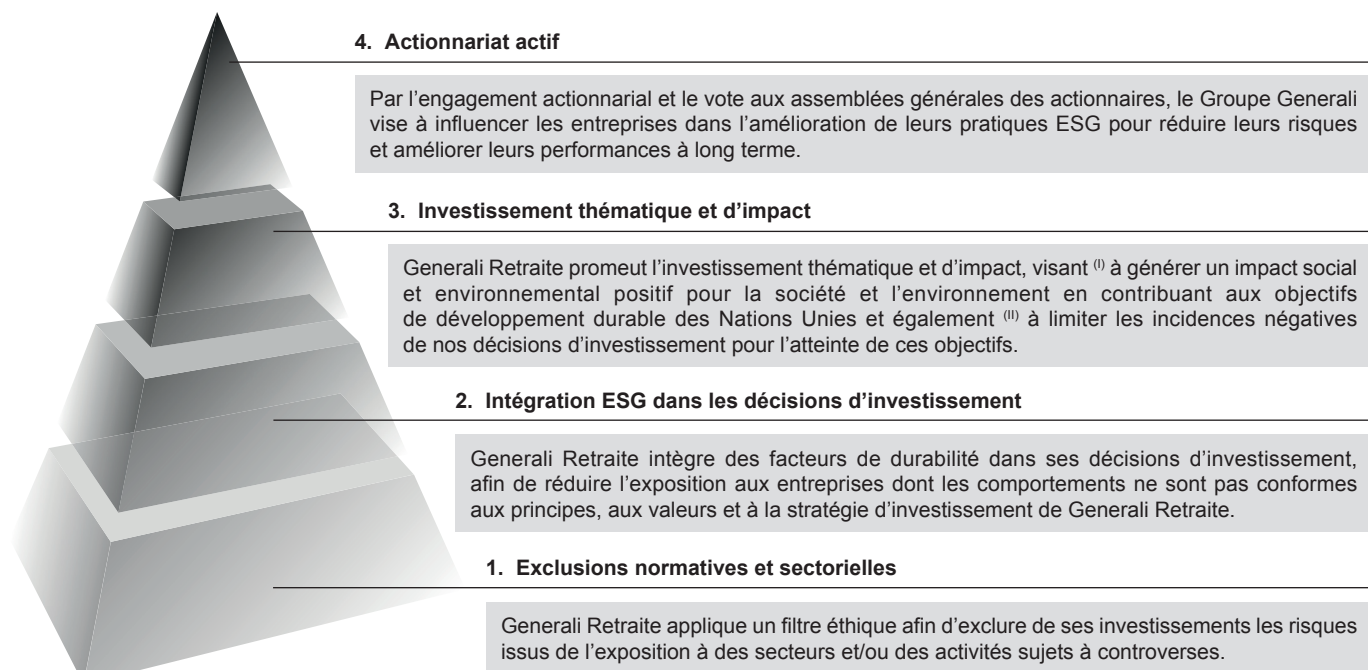 4. Actionnariat actif
Par l'engagement actionnarial et le vote aux assemblées générales des actionnaires, le Groupe Generali
vise à influencer les entreprises dans l'amélioration de leurs pratiques ESG pour réduire leurs risques
et améliorer leurs performances à long terme.
3. Investissement thématique et d'impact
Generali Retraite promeut l'investissement thématique et d'impact, visant (I) à générer un impact social
et environnemental positif pour la société et l'environnement en contribuant aux objectifs
de développement durable des Nations Unies et également (II) à limiter les incidences négatives
de nos décisions d'investissement pour l'atteinte de ces objectifs.
2. Intégration ESG dans les décisions d'investissement
Generali Retraite intègre des facteurs de durabilité dans ses décisions d'investissement,
afin de réduire l'exposition aux entreprises dont les comportements ne sont pas conformes
aux principes, aux valeurs et à la stratégie d'investissement de Generali Retraite.
1. Exclusions normatives et sectorielles
Generali Retraite applique un filtre éthique afin d'exclure de ses investissements les risques
issus de l'exposition à des secteurs et/ou des activités sujets à controverses.